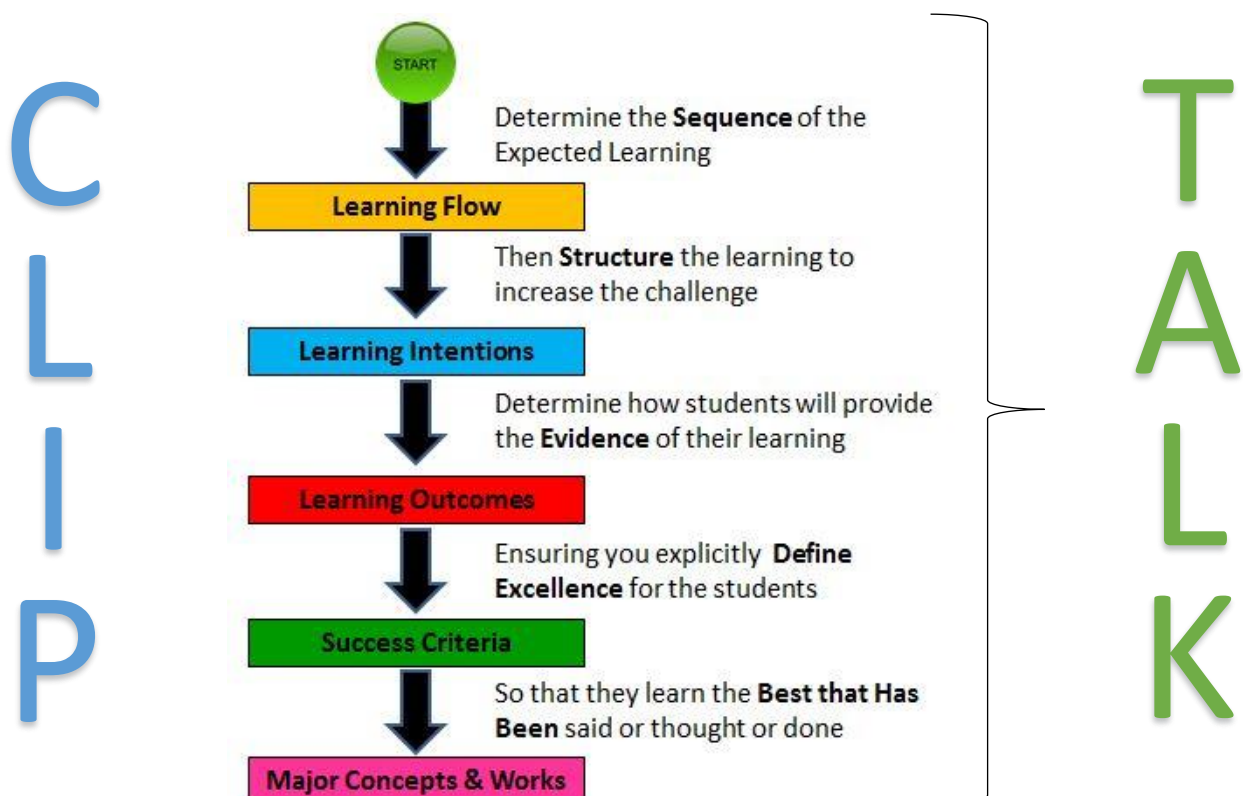 CLIP
START
Determine the Sequence of the
Expected Learning
Learning Flow
Then Structure the learning to
increase the challenge
Learning Intentions
Determine how students will provide
the Evidence of their learning
Learning Outcomes
Ensuring you explicitly Define
Excellence for the students
Success Criteria
So that they learn the Best that Has
Been said or thought or done
Major Concepts & Works
TALK